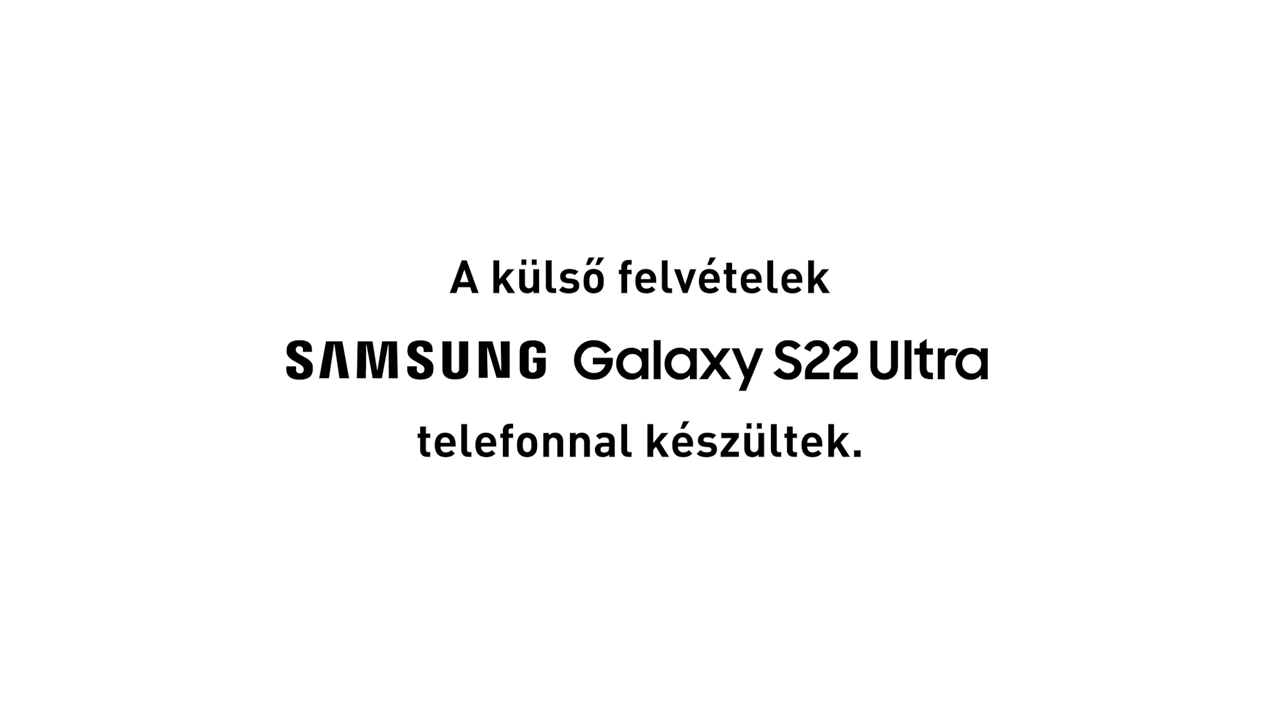 A külső felvételek
SAMSUNG Galaxy S22 Ultra
telefonnal készültek.